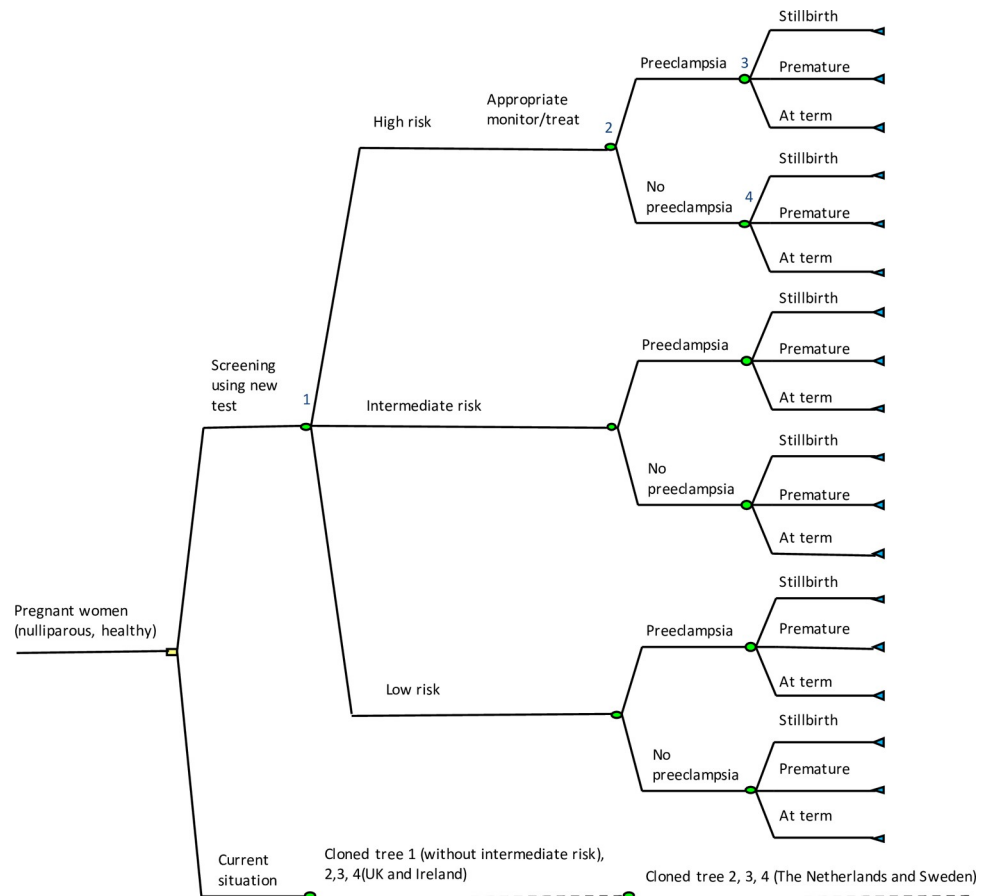 Stillbirth
Preeclampsia
3
Premature
Appropriate
monitor/treat
High risk
At term
2
Stillbirth
No
preeclampsia
4
Premature
At term
Stillbirth
Preeclampsia
Premature
Screening
using new
test
1
Intermediate risk
At term
Stillbirth
No
preeclampsia
Premature
At term
Stillbirth
Pregnant women
(nulliparous, healthy)
Preeclampsia
Premature
Low risk
At term
Stillbirth
No
preeclampsia
Premature
At term
Current
situation
Cloned tree 1 (without intermediate risk),
2,3, 4(UK and Ireland)
Cloned tree 2, 3, 4 (The Netherlands and Sweden)